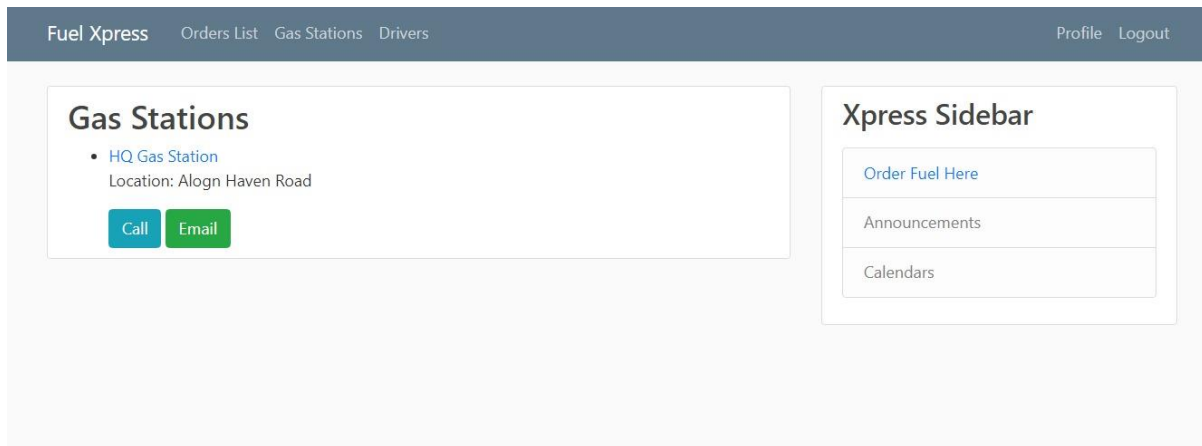 Fuel Xpress Orders List Gas Stations Drivers Profile Logout
Gas Stations
HQ Gas Station
Location: Alogn Haven Road
Call Email
Xpress Sidebar
Order Fuel Here
Announcements
Calendars